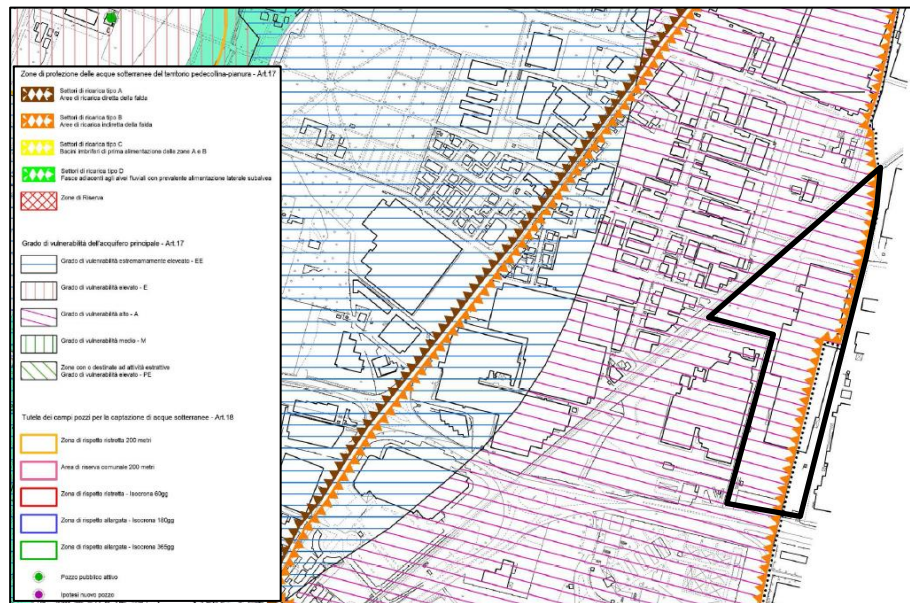 Zone di protezione delle acque sotterranee del territorio pedecollina-pianura - Art.17
Settori di ricarica tipo A
Aree di ricarica diretta della falda
Settori di ricarica tipo B
Aree di ricarica indiretta della falda
Settori di ricarica tipo C
Bacini imbriferi di prima alimentazione delle zone A e B
Settori di ricarica tipo D
Fasce adiacenti agli alvei fluviali con prevalente alimentazione laterale subalvea
Zone di Riserva
Grado di vulnerabilità dell'acquifero principale - Art.17
Grado di vulnerabilità estremamamente elevato - EE
Grado di vulnerabilità elevato - E
Grado di vulnerabilità alto - A
Grado di vulnerabilità medio - M
Zone con o destinate ad attività estrattive
Grado di vulnerabilità elevato - PE
Tutela dei campi pozzi per la captazione di acque sotterranee - Art.18
Zona di rispetto ristretta 200 metri
Area di riserva comunale 200 metri
Zona di rispetto ristretta - Isocrona 60gg
Zona di rispetto allargata - Isocrona 180gg
Zona di rispetto allargata - Isocrona 365gg
Pozzo pubblico attivo
Ipotesi nuovo pozzo